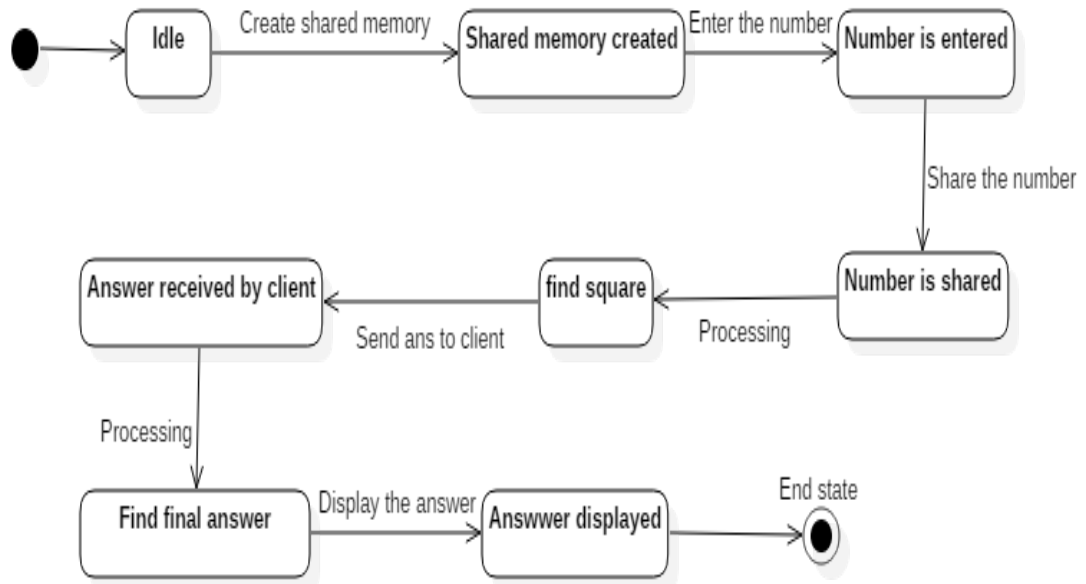 Idle
Create shared memory
Shared memory created
Enter the number
Number is entered
Share the number
Number is shared
Processing
find square
Send ans to client
Answer received by client
Processing
Find final answer
Display the answer
Answwer displayed
End state